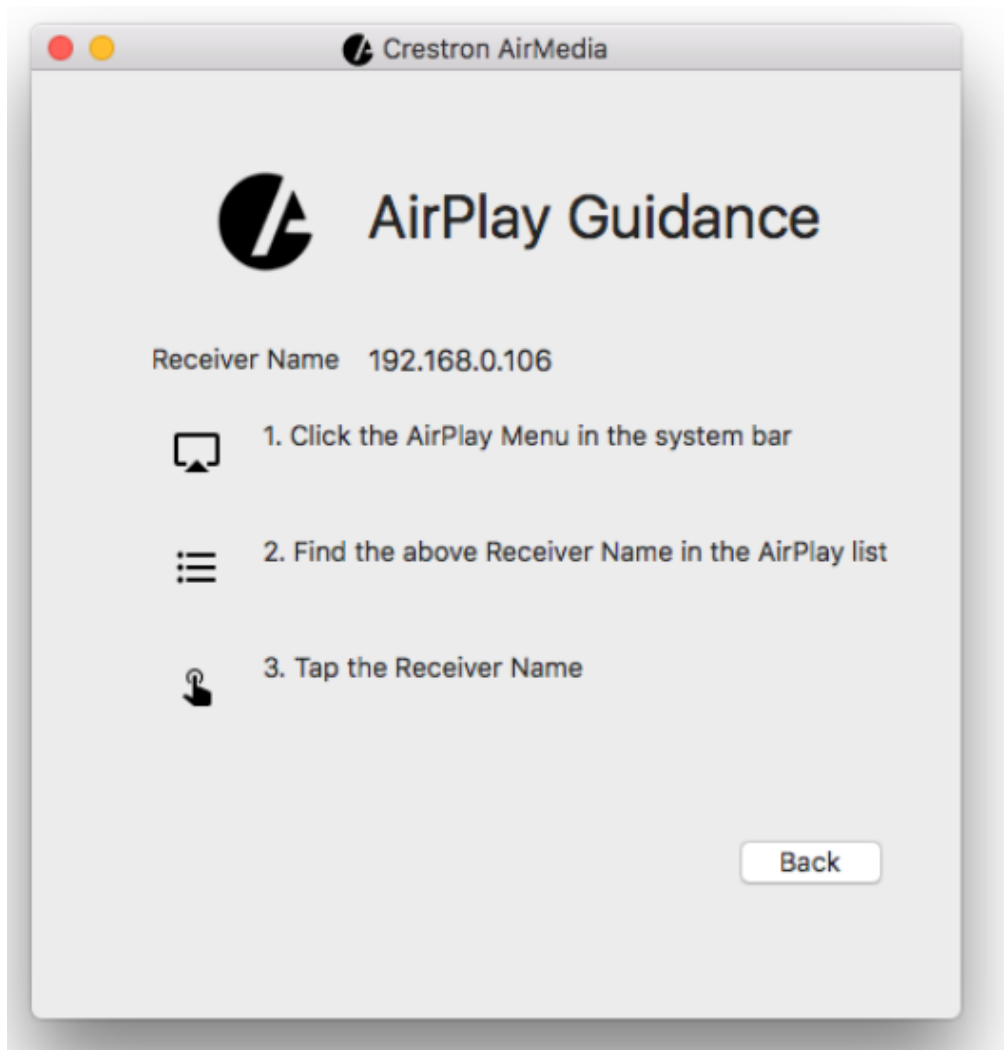 Crestron AirMedia
AirPlay Guidance
Receiver Name 192.168.0.106
1. Click the AirPlay Menu in the system bar
2. Find the above Receiver Name in the AirPlay list
3. Tap the Receiver Name
Back